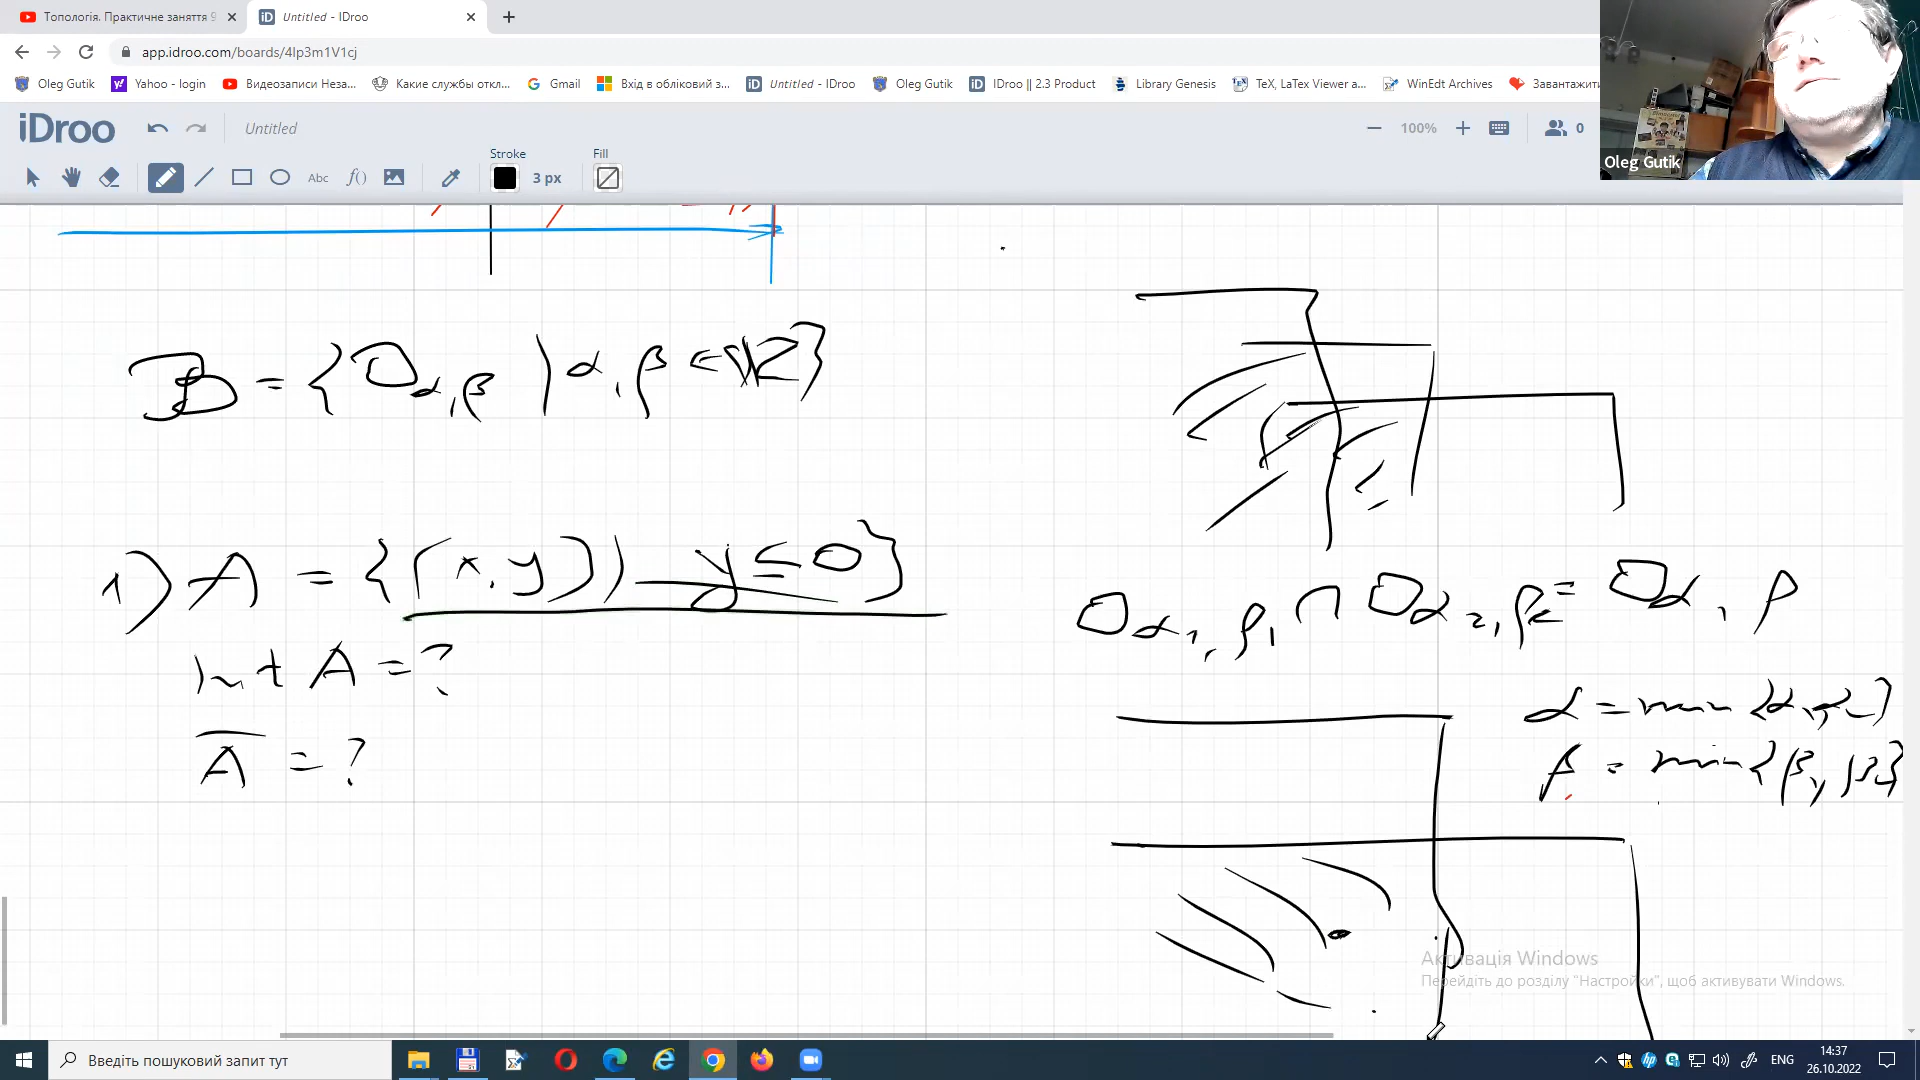 Топологія. Практичне заняття 9
Untitled - IDroo
app.idroo.com/boards/4lp3m1V1cj
Oleg Gutik
Yahoo - login
Видеозаписи Неза...
Какие службы откл...
Gmail
Вхід в обліковий з...
Untitled - IDroo
Oleg Gutik
IDroo || 2.3 Product
Library Genesis
TeX, LaTex Viewer a...
WinEdt Archives
Завантажити
iDroo
Untitled
100%
0
Stroke
Fill
Abc
f()
3 px
Oleg Gutik
B = {O α,β | α, β ∈ ℝ}
1) A = {(x,y) | y ≤ 0}
Int A = ?
A̅ = ?
O α1, β1 ∩ O α2, β2 = O α, β
α = min {α1, α2}
β = min {β1, β2}
Активація Windows
Перейдіть до розділу "Настройки", щоб активувати Windows.
Введіть пошуковий запит тут
ENG
14:37
26.10.2022